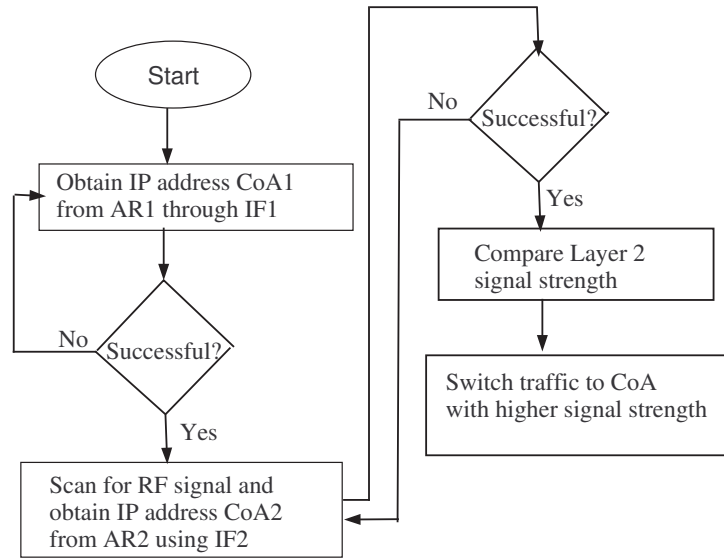 Start
Obtain IP address CoA1
from AR1 through IF1
No
Successful?
Yes
Scan for RF signal and
obtain IP address CoA2
from AR2 using IF2
No
Successful?
Yes
Compare Layer 2
signal strength
Switch traffic to CoA
with higher signal strength